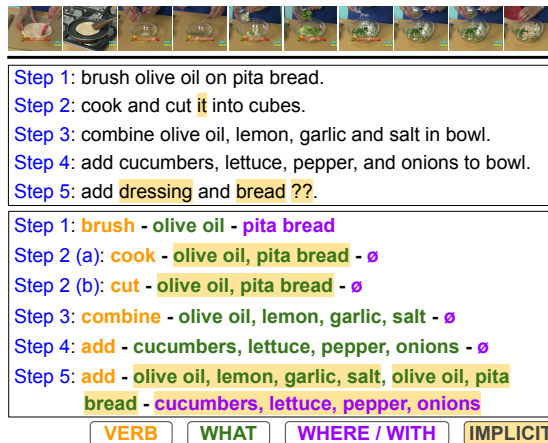 Step 1: brush olive oil on pita bread.
Step 2: cook and cut it into cubes.
Step 3: combine olive oil, lemon, garlic and salt in bowl.
Step 4: add cucumbers, lettuce, pepper, and onions to bowl.
Step 5: add dressing and bread ??.
Step 1: brush - olive oil - pita bread
Step 2 (a): cook - olive oil, pita bread - ø
Step 2 (b): cut - olive oil, pita bread - ø
Step 3: combine - olive oil, lemon, garlic, salt - ø
Step 4: add - cucumbers, lettuce, pepper, onions - ø
Step 5: add - olive oil, lemon, garlic, salt, olive oil, pita
bread - cucumbers, lettuce, pepper, onions
VERB WHAT WHERE / WITH IMPLICIT